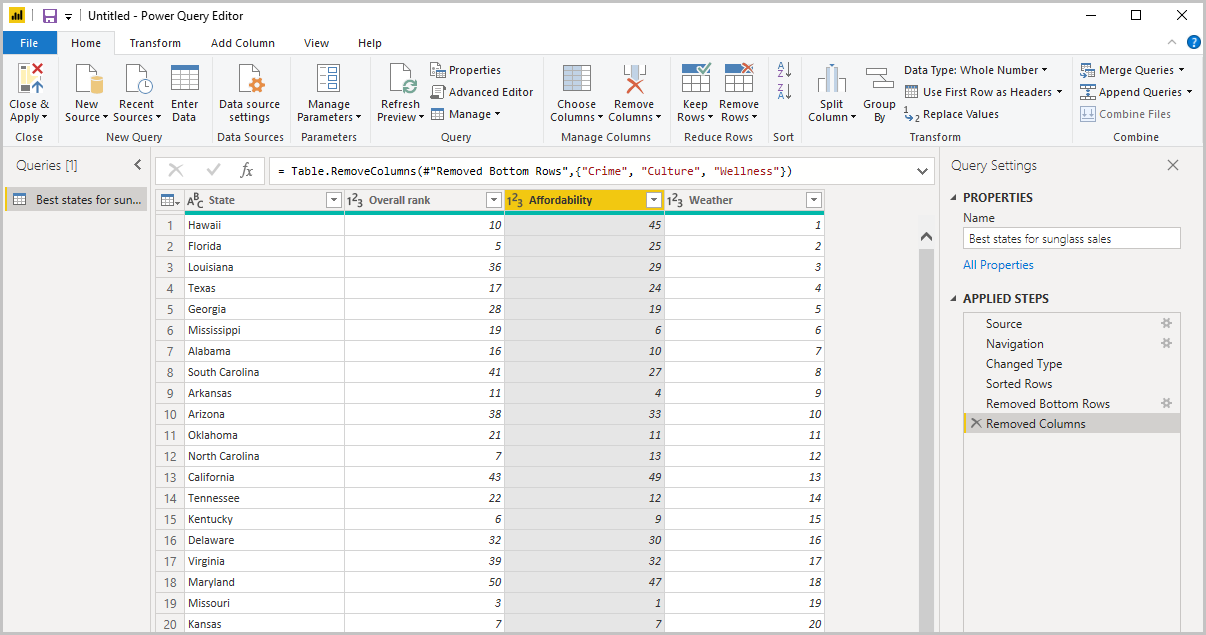 Untitled - Power Query Editor
File Home Transform Add Column View Help
Close & Apply
Close
New Source
Recent Sources
Enter Data
New Query
Data source settings
Data Sources
Manage Parameters
Parameters
Refresh Preview
Properties
Advanced Editor
Manage
Query
Choose Columns
Remove Columns
Manage Columns
Keep Rows
Remove Rows
Reduce Rows
Sort
Split Column
Group By
Data Type: Whole Number
Use First Row as Headers
Replace Values
Transform
Merge Queries
Append Queries
Combine Files
Combine
Queries [1]
Best states for sun...
= Table.RemoveColumns(#"Removed Bottom Rows",{"Crime", "Culture", "Wellness"})
State Overall rank Affordability Weather
1 Hawaii 10 45 1
2 Florida 5 25 2
3 Louisiana 36 29 3
4 Texas 17 24 4
5 Georgia 28 19 5
6 Mississippi 19 6 6
7 Alabama 16 10 7
8 South Carolina 41 27 8
9 Arkansas 11 4 9
10 Arizona 38 33 10
11 Oklahoma 21 11 11
12 North Carolina 7 13 12
13 California 43 49 13
14 Tennessee 22 12 14
15 Kentucky 6 9 15
16 Delaware 32 30 16
17 Virginia 39 32 17
18 Maryland 50 47 18
19 Missouri 3 1 19
20 Kansas 7 7 20
Query Settings
PROPERTIES
Name
Best states for sunglass sales
All Properties
APPLIED STEPS
Source
Navigation
Changed Type
Sorted Rows
Removed Bottom Rows
Removed Columns